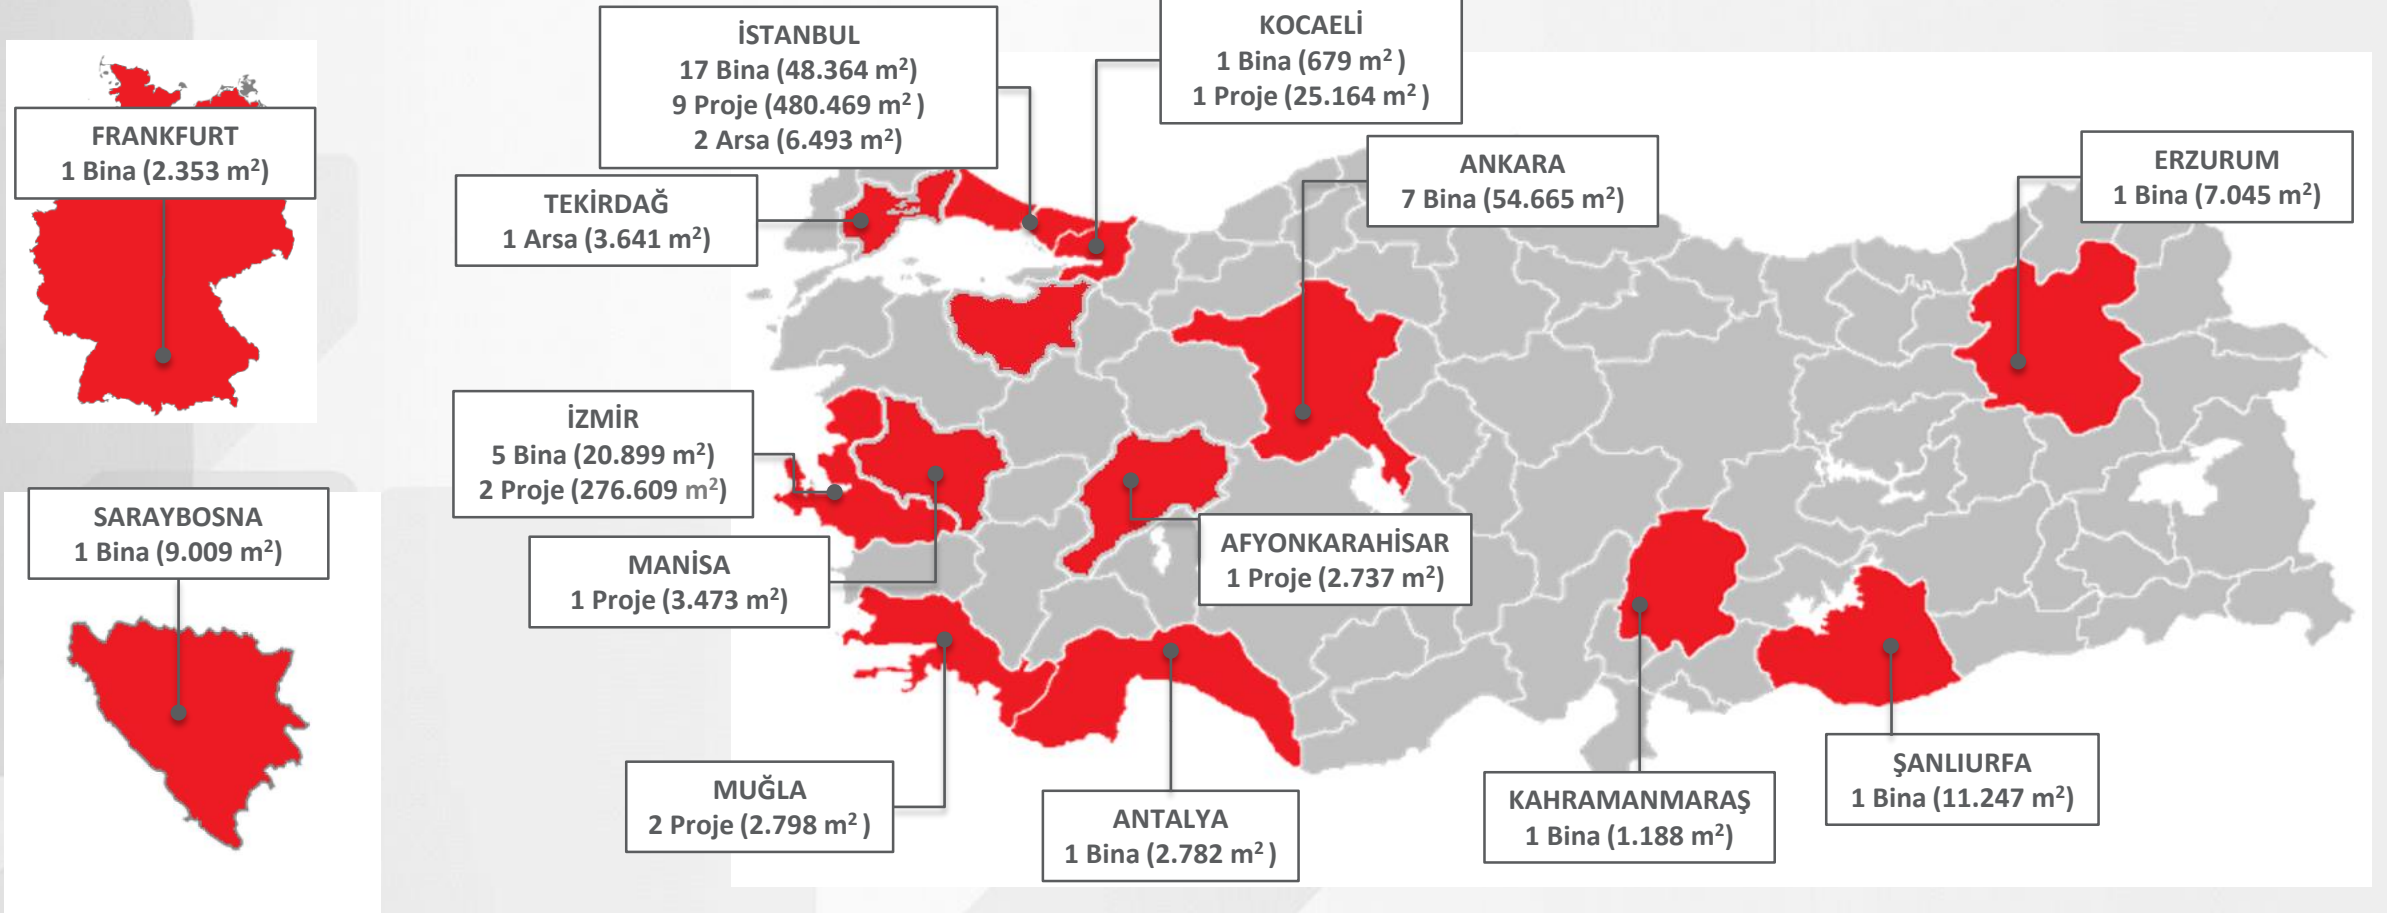 İSTANBUL
17 Bina (48.364 m²)
9 Proje (480.469 m²)
2 Arsa (6.493 m²)
KOCAELİ
1 Bina (679 m²)
1 Proje (25.164 m²)
FRANKFURT
1 Bina (2.353 m²)
ANKARA
7 Bina (54.665 m²)
ERZURUM
1 Bina (7.045 m²)
TEKİRDAĞ
1 Arsa (3.641 m²)
İZMİR
5 Bina (20.899 m²)
2 Proje (276.609 m²)
SARAYBOSNA
1 Bina (9.009 m²)
MANİSA
1 Proje (3.473 m²)
AFYONKARAHİSAR
1 Proje (2.737 m²)
MUĞLA
2 Proje (2.798 m²)
ANTALYA
1 Bina (2.782 m²)
KAHRAMANMARAŞ
1 Bina (1.188 m²)
ŞANLIURFA
1 Bina (11.247 m²)